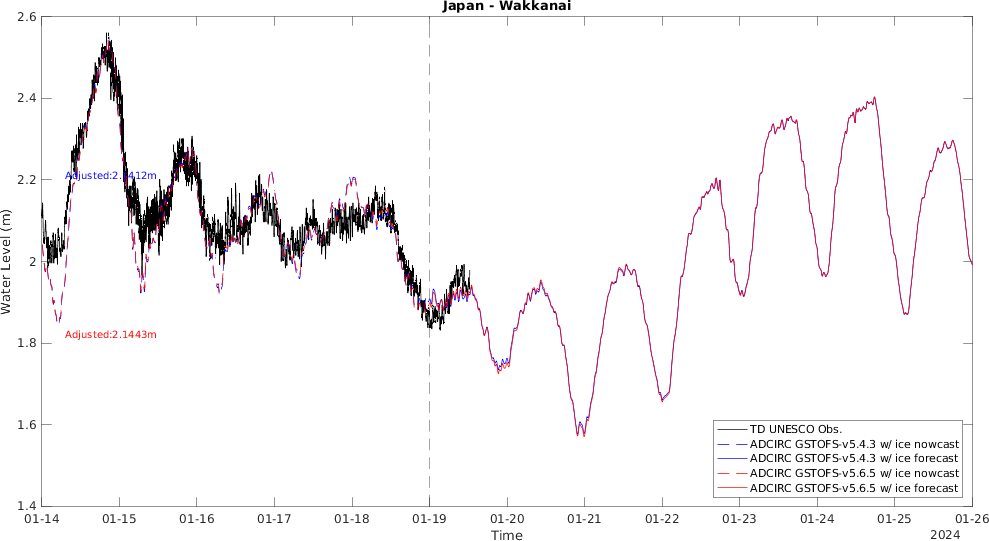 Japan - Wakkanai
2.6
2.4
2.2
2
1.8
1.6
1.4
Water Level (m)
Adjusted:2.1412m
Adjusted:2.1443m
TD UNESCO Obs.
ADCIRC GSTOFS-v5.4.3 w/ ice nowcast
ADCIRC GSTOFS-v5.4.3 w/ ice forecast
ADCIRC GSTOFS-v5.6.5 w/ ice nowcast
ADCIRC GSTOFS-v5.6.5 w/ ice forecast
01-14 01-15 01-16 01-17 01-18 01-19 01-20 01-21 01-22 01-23 01-24 01-25 01-26
Time
2024